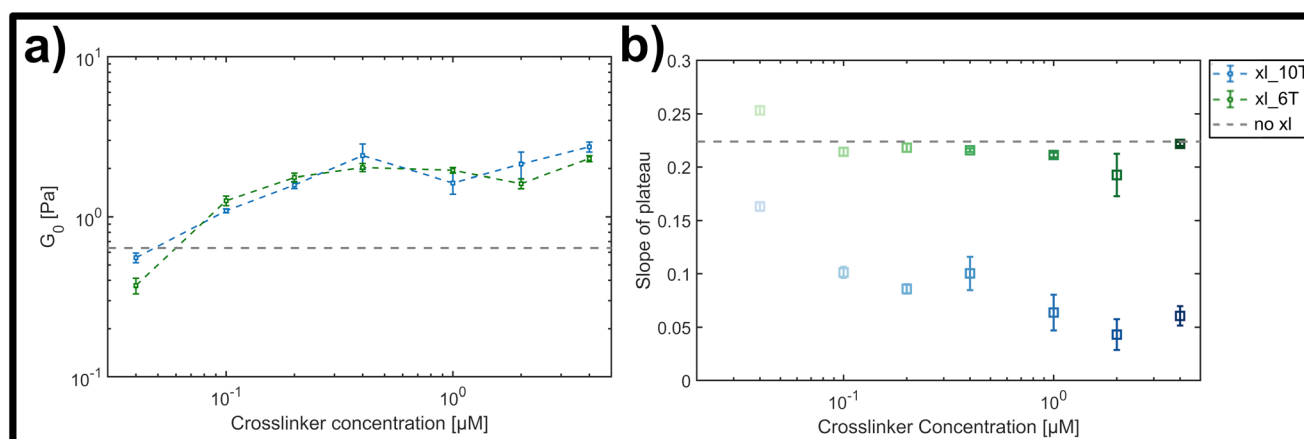 a)
10¹
10⁰
10⁻¹
G₀ [Pa]
10⁻¹
10⁰
Crosslinker concentration [μM]
b)
0.3
0.25
0.2
0.15
0.1
0.05
0
Slope of plateau
10⁻¹
10⁰
Crosslinker Concentration [μM]
xl_10T
xl_6T
no xl